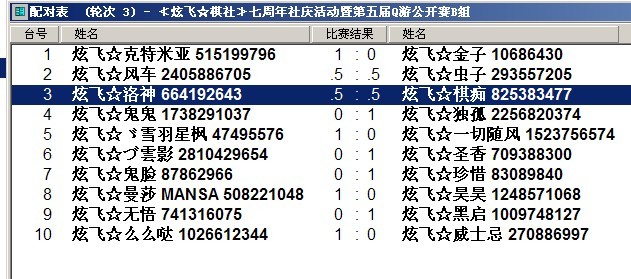 配对表 (轮次 3) - ≮炫飞☆棋社≯七周年社庆活动暨第五届Q游公开赛B组
台号 姓名 比赛结果 姓名
1 炫飞☆克特米亚 515199796 1 : 0 炫飞☆金子 10686430
2 炫飞☆风车 2405886705 .5 : .5 炫飞☆虫子 293557205
3 炫飞☆洛神 664192643 .5 : .5 炫飞☆棋痴 825383477
4 炫飞☆鬼鬼 1738291037 0 : 1 炫飞☆独孤 2256820374
5 炫飞☆ヾ雪羽星枫 47495576 1 : 0 炫飞☆一切随风 1523756574
6 炫飞☆づ雲影 2810429654 0 : 1 炫飞☆圣香 709388300
7 炫飞☆鬼脸 87862966 0 : 1 炫飞☆珍惜 83089840
8 炫飞☆曼莎 MANSA 508221048 1 : 0 炫飞☆昊昊 1248571068
9 炫飞☆无悟 741316075 0 : 1 炫飞☆黑启 1009748127
10 炫飞☆么么哒 1026612344 1 : 0 炫飞☆威士忌 270886997